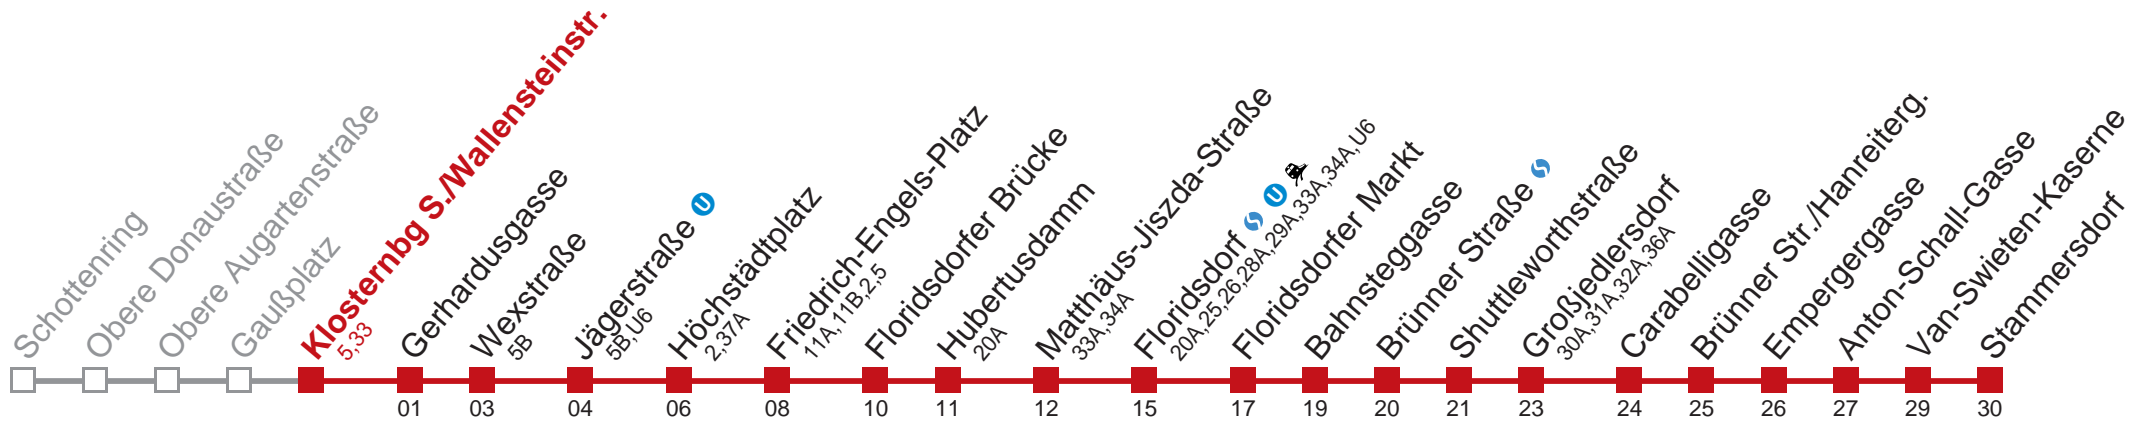 Schottenring
Obere Donaustraße
Obere Augartenstraße
Gaußplatz
Klosternbg S./Wallensteinstr.
5,33
Gerhardusgasse
Wexstraße
5B
Jägerstraße U
5B,U6
Höchstädtplatz
2,37A
Friedrich-Engels-Platz
11A,11B,2,5
Floridsdorfer Brücke
Hubertusdamm
20A
Matthäus-Jiszda-Straße
33A,34A
Floridsdorf S U
20A,25,26,28A,29A,33A,34A,U6
Floridsdorfer Markt
Bahnsteggasse
Brünner Straße S
Shuttleworthstraße
Großjedlersdorf
30A,31A,32A,36A
Carabelligasse
Brünner Str./Hanreiterg.
Empergergasse
Anton-Schall-Gasse
Van-Swieten-Kaserne
Stammersdorf
01 03 04 06 08 10 11 12 15 17 19 20 21 23 24 25 26 27 29 30